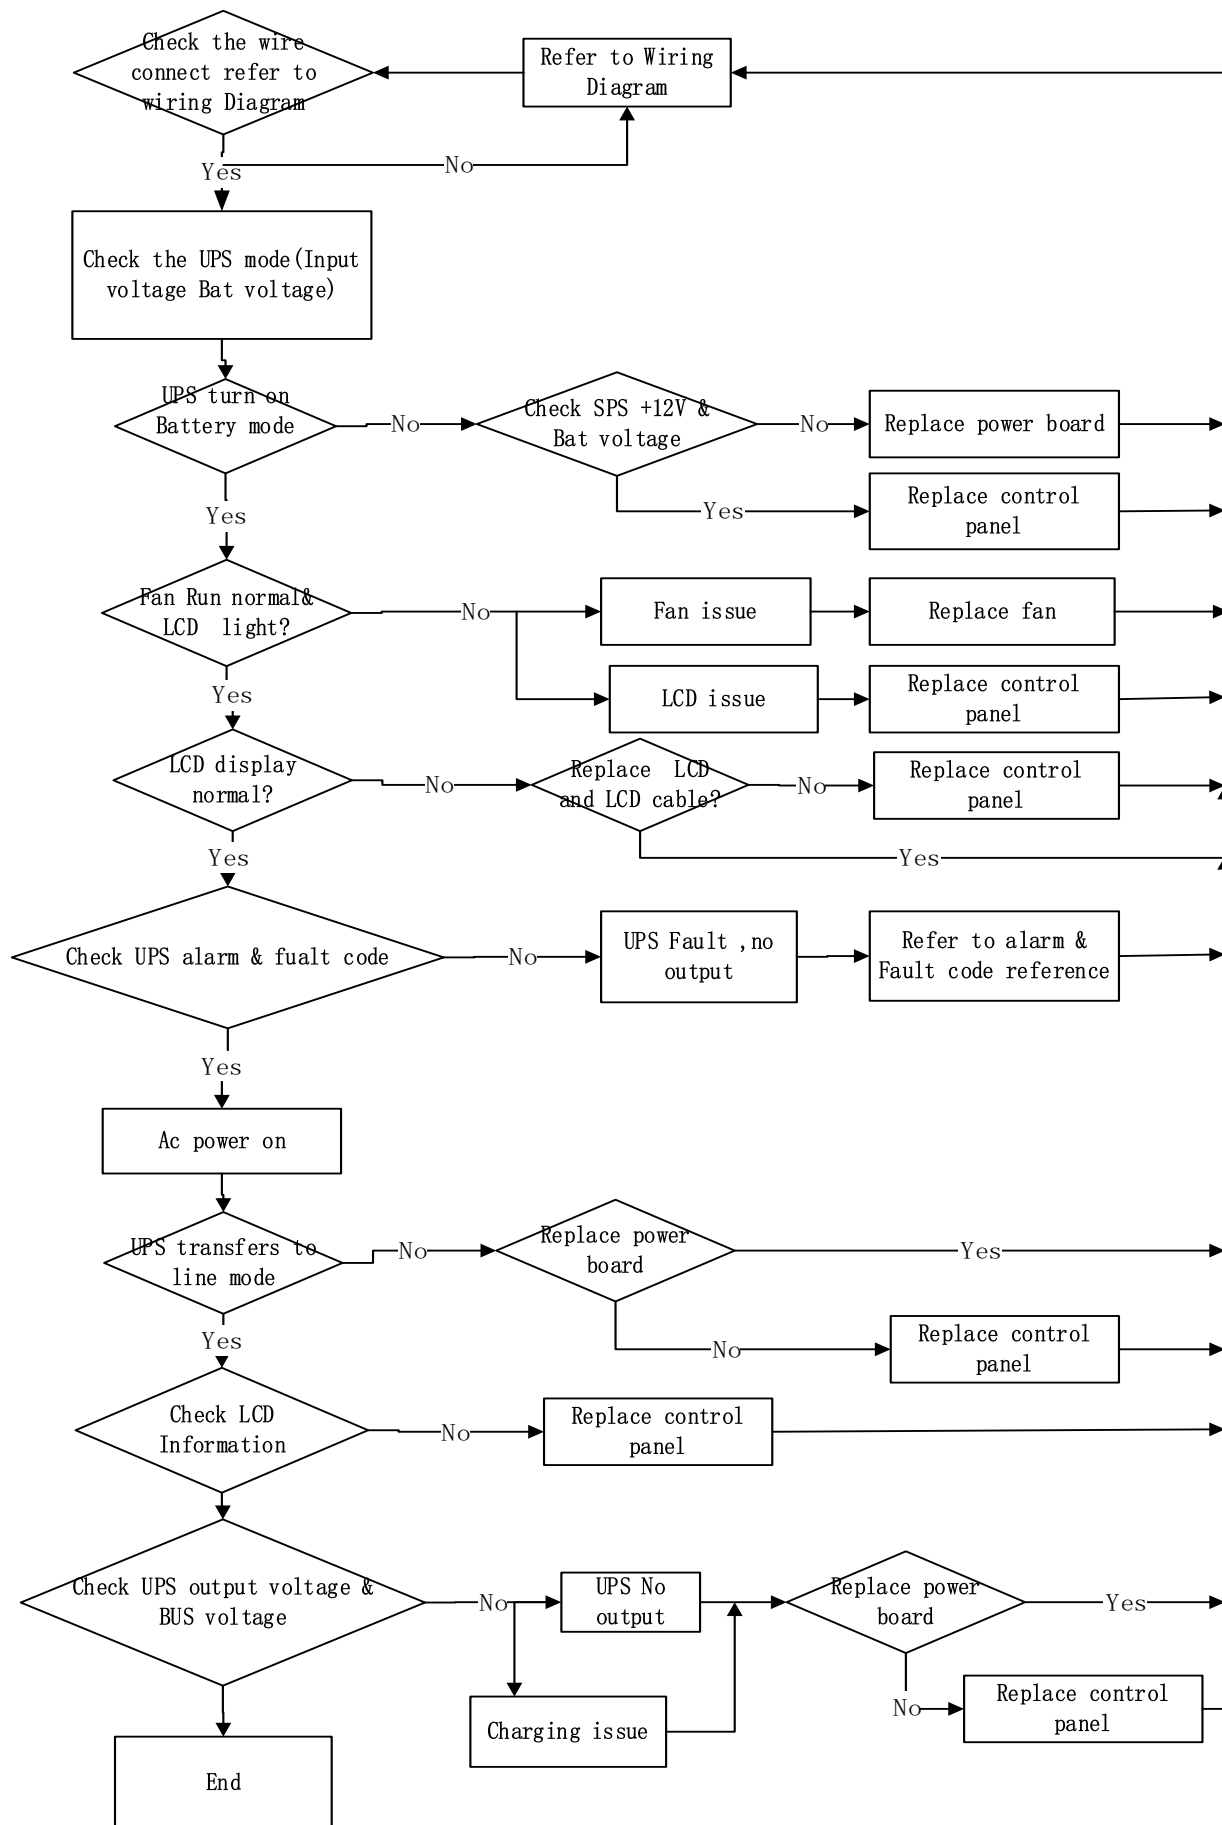 Check the wire
connect refer to
wiring Diagram
Refer to Wiring
Diagram
Yes
No
Check the UPS mode(Input
voltage Bat voltage)
UPS turn on
Battery mode
No
Check SPS +12V &
Bat voltage
No
Replace power board
Yes
Replace control
panel
Yes
Fan Run normal&
LCD light?
No
Fan issue
Replace fan
LCD issue
Replace control
panel
Yes
LCD display
normal?
No
Replace LCD
and LCD cable?
No
Replace control
panel
Yes
Yes
Check UPS alarm & fualt code
No
UPS Fault ,no
output
Refer to alarm &
Fault code reference
Yes
Ac power on
UPS transfers to
line mode
No
Replace power
board
Yes
No
Replace control
panel
Yes
Check LCD
Information
No
Replace control
panel
Check UPS output voltage &
BUS voltage
No
UPS No
output
Replace power
board
Yes
Charging issue
No
Replace control
panel
End